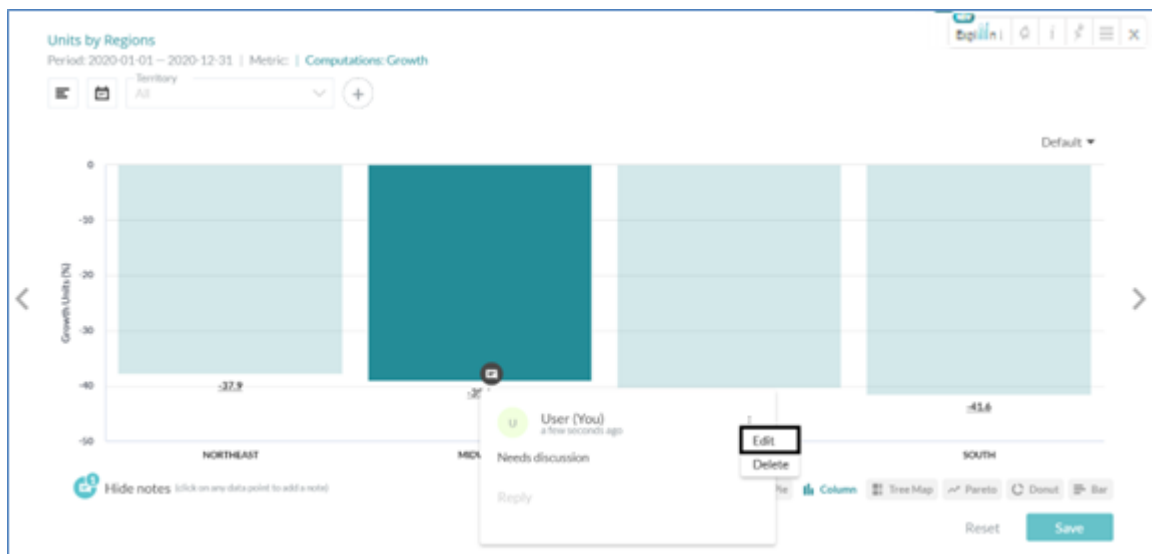 Units by Regions
Period: 2020-01-01 — 2020-12-31 | Metric: | Computations: Growth
Territory
All
Default
0
-10
-20
-30
-40
-50
Growth Units (%)
-37.9
-41.6
NORTHEAST
SOUTH
User (You)
a few seconds ago
Needs discussion
Reply
Edit
Delete
Hide notes (click on any data point to add a note)
Column
Tree Map
Pareto
Donut
Bar
Reset
Save